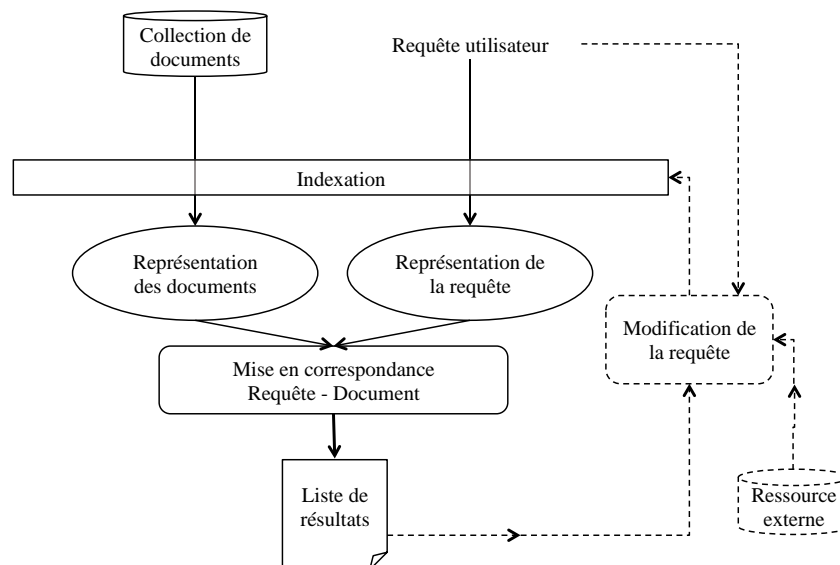 Collection de
documents
Requête utilisateur
Indexation
Représentation
des documents
Représentation de
la requête
Modification de
la requête
Mise en correspondance
Requête - Document
Liste de
résultats
Ressource
externe